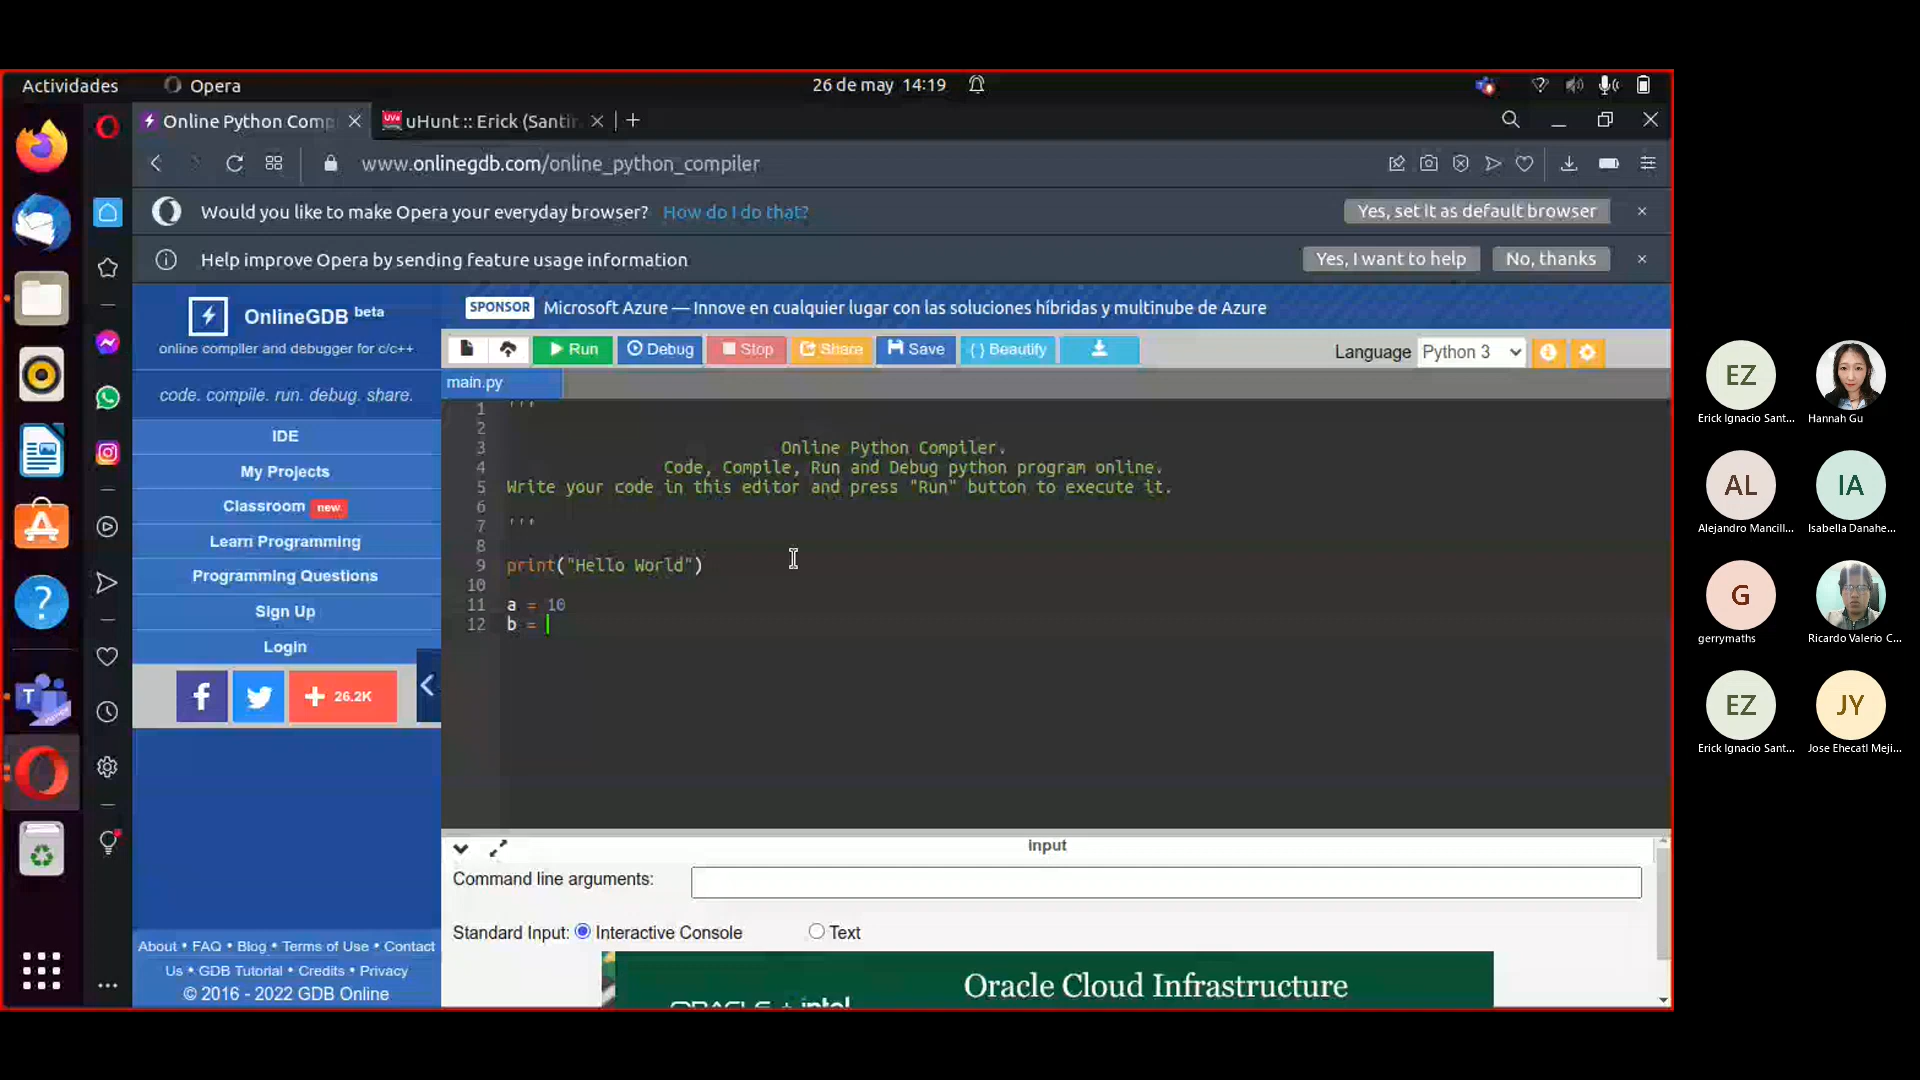 Actividades
Opera
26 de may 14:19
Online Python Comp
uHunt :: Erick (Santi
www.onlinegdb.com/online_python_compiler
Would you like to make Opera your everyday browser? How do I do that?
Yes, set it as default browser
Help improve Opera by sending feature usage information
Yes, I want to help
No, thanks
OnlineGDB beta
online compiler and debugger for c/c++
code. compile. run. debug. share.
IDE
My Projects
Classroom new
Learn Programming
Programming Questions
Sign Up
Login
f
+ 26.2K
About • FAQ • Blog • Terms of Use • Contact
Us • GDB Tutorial • Credits • Privacy
© 2016 - 2022 GDB Online
SPONSOR Microsoft Azure — Innove en cualquier lugar con las soluciones híbridas y multinube de Azure
Run
Debug
Stop
Share
Save
{ } Beautify
Language Python 3
main.py
1 '''
2
3 Online Python Compiler.
4 Code, Compile, Run and Debug python program online.
5 Write your code in this editor and press "Run" button to execute it.
6
7 '''
8
9 print("Hello World")
10
11 a = 10
12 b =
input
Command line arguments:
Standard Input: Interactive Console Text
Oracle Cloud Infrastructure
EZ
Erick Ignacio Sant...
Hannah Gu
AL
Alejandro Mancill...
IA
Isabella Danahe...
G
gerrymaths
Ricardo Valerio C...
EZ
Erick Ignacio Sant...
JY
Jose Ehecatl Meji...